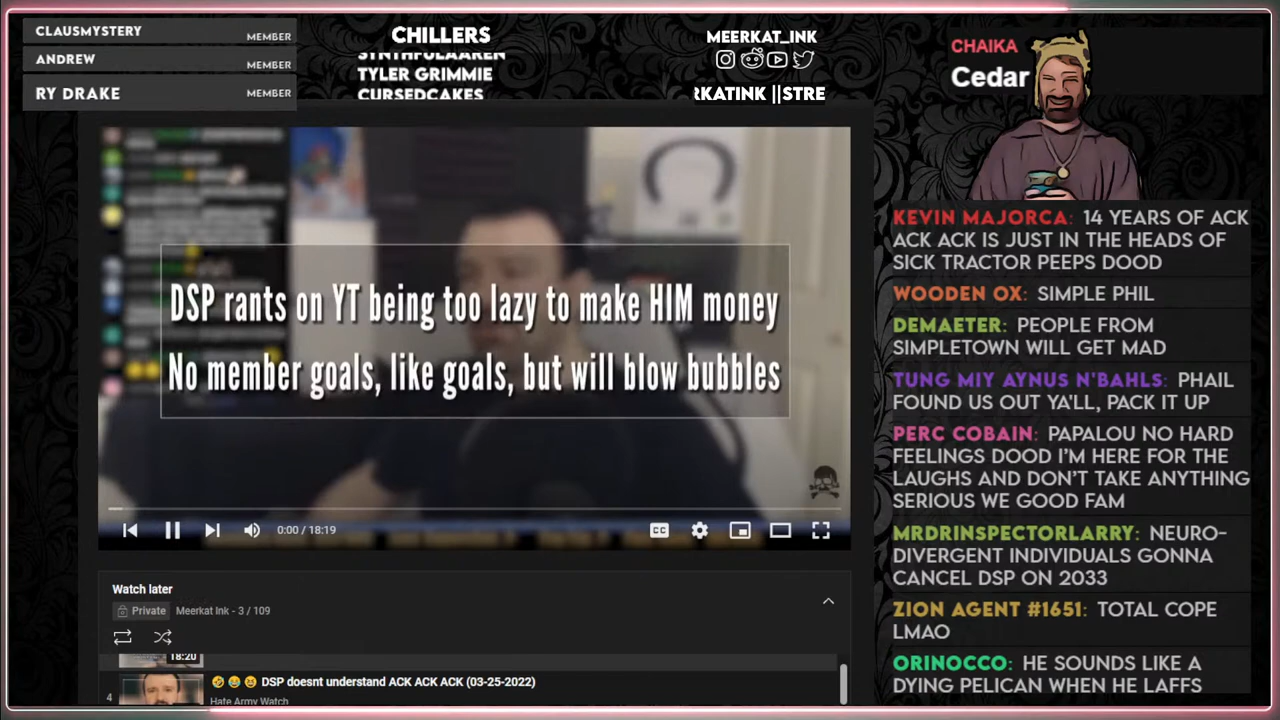 CLAUSMYSTERY MEMBER
ANDREW MEMBER
RY DRAKE MEMBER
CHILLERS
TYLER GRIMMIE
CURSEDCAKES
MEERKAT_INK
RKATINK ||STRE
CHAIKA
Cedar
DSP rants on YT being too lazy to make HIM money
No member goals, like goals, but will blow bubbles
0:00 / 18:19
CC
Watch later
Private Meerkat Ink - 3 / 109
18:20
4 🤣😂😆 DSP doesnt understand ACK ACK ACK (03-25-2022)
Hate Army Watch
KEVIN MAJORCA: 14 YEARS OF ACK
ACK ACK IS JUST IN THE HEADS OF
SICK TRACTOR PEEPS DOOD
WOODEN OX: SIMPLE PHIL
DEMAETER: PEOPLE FROM
SIMPLETOWN WILL GET MAD
TUNG MIY AYNUS N'BAHLS: PHAIL
FOUND US OUT YA'LL, PACK IT UP
PERC COBAIN: PAPALOU NO HARD
FEELINGS DOOD I'M HERE FOR THE
LAUGHS AND DON'T TAKE ANYTHING
SERIOUS WE GOOD FAM
MRDRINSPECTORLARRY: NEURO-
DIVERGENT INDIVIDUALS GONNA
CANCEL DSP ON 2033
ZION AGENT #1651: TOTAL COPE
LMAO
ORINOCCO: HE SOUNDS LIKE A
DYING PELICAN WHEN HE LAFFS